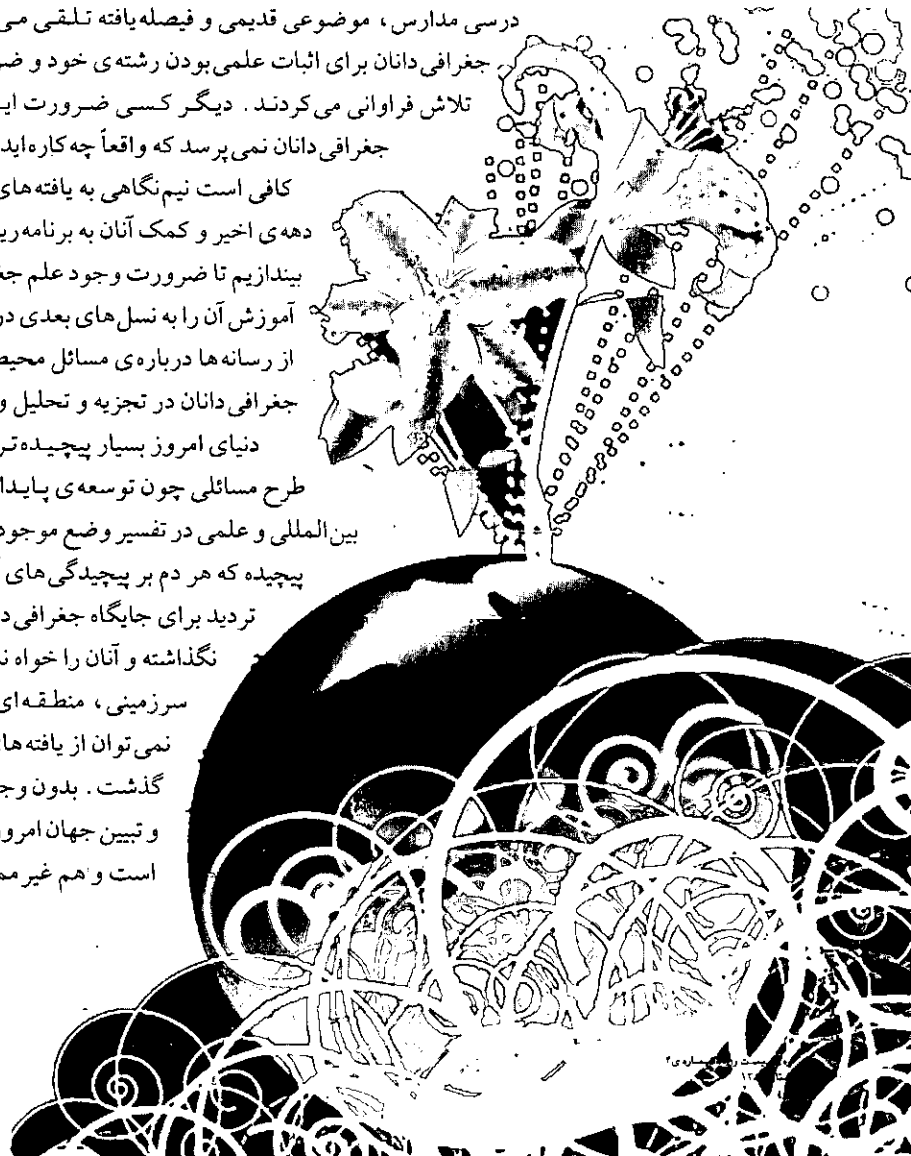 درسی مدارس، موضوعی قدیمی و فیصله‌یافته تلقی می
جغرافی‌دانان برای اثبات علمی‌بودن رشته‌ی خود و ضر
تلاش فراوانی می‌کردند. دیگر کسی ضرورت ای
جغرافی‌دانان نمی‌پرسد که واقعاً چه‌کاره‌اید
کافی است نیم‌نگاهی به یافته‌های
دهه‌ی اخیر و کمک آنان به برنامه‌ری
بیندازیم تا ضرورت وجود علم جغ
آموزش آن را به نسل‌های بعدی در
از رسانه‌ها درباره‌ی مسائل محیط
جغرافی‌دانان در تجزیه و تحلیل و
دنیای امروز بسیار پیچیده‌تر
طرح مسائلی چون توسعه‌ی پایدا
بین‌المللی و علمی در تفسیر وضع موجود
پیچیده که هر دم بر پیچیدگی‌های
تردید برای جایگاه جغرافی‌د
نگذاشته و آنان را خواه ن
سرزمینی، منطقه‌ای
نمی‌توان از یافته‌ها
گذشت. بدون وج
و تبیین جهان امرو
است و هم غیر مم